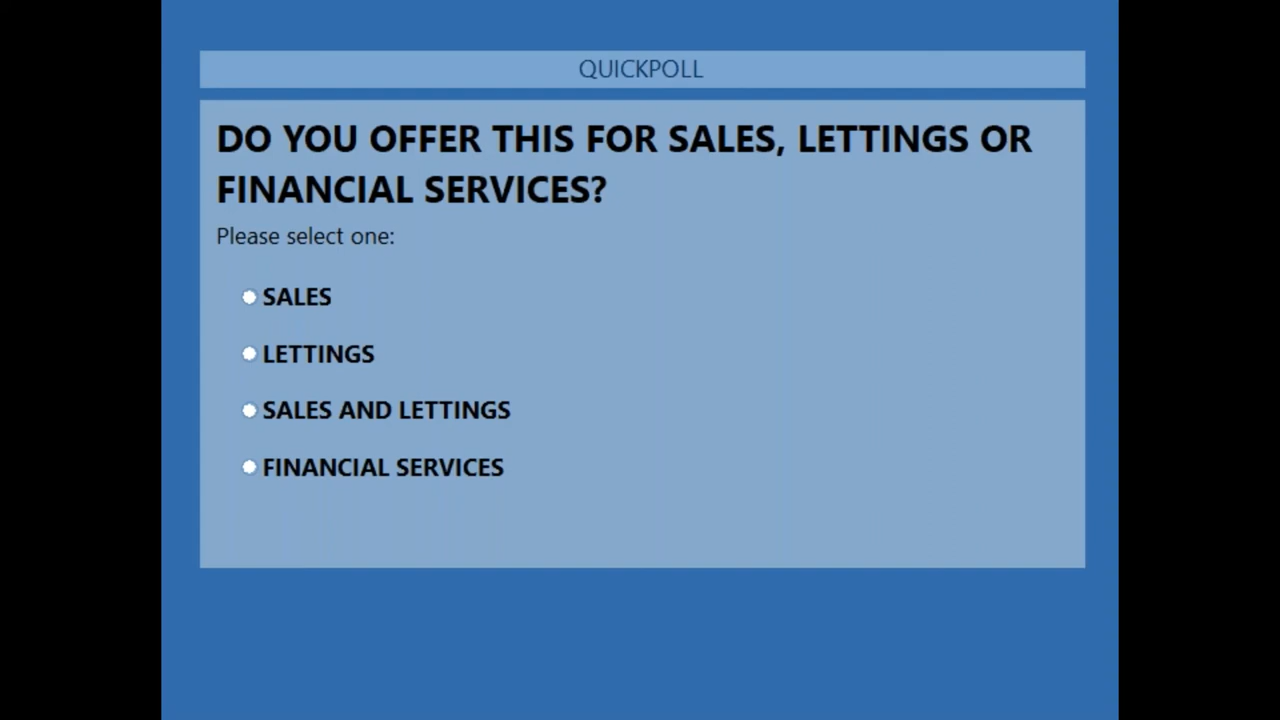 QUICKPOLL
DO YOU OFFER THIS FOR SALES, LETTINGS OR
FINANCIAL SERVICES?
Please select one:
SALES
LETTINGS
SALES AND LETTINGS
FINANCIAL SERVICES